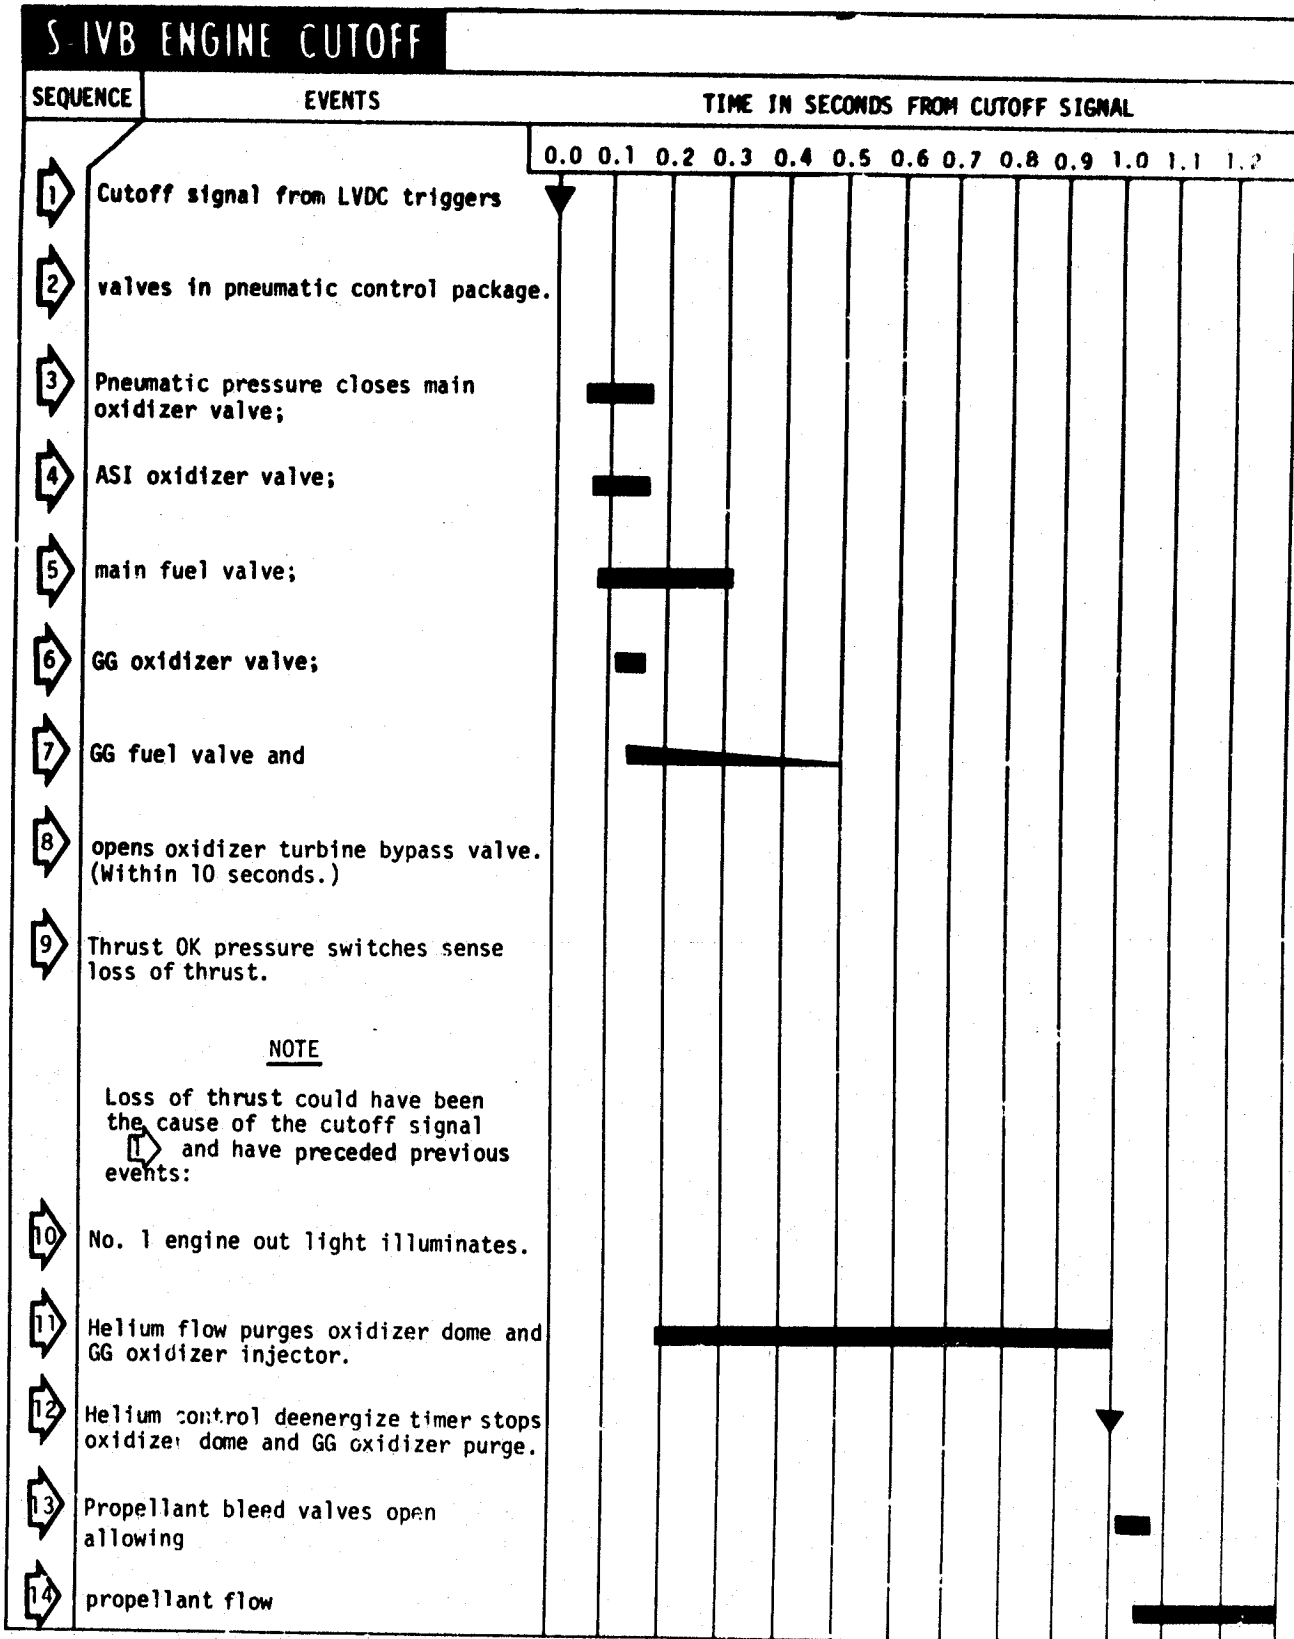 S-IVB ENGINE CUTOFF
SEQUENCE EVENTS TIME IN SECONDS FROM CUTOFF SIGNAL
0.0 0.1 0.2 0.3 0.4 0.5 0.6 0.7 0.8 0.9 1.0 1.1 1.2
1 Cutoff signal from LVDC triggers
2 valves in pneumatic control package.
3 Pneumatic pressure closes main
oxidizer valve;
4 ASI oxidizer valve;
5 main fuel valve;
6 GG oxidizer valve;
7 GG fuel valve and
8 opens oxidizer turbine bypass valve.
(Within 10 seconds.)
9 Thrust OK pressure switches sense
loss of thrust.
NOTE
Loss of thrust could have been
the cause of the cutoff signal
1 and have preceded previous
events:
10 No. 1 engine out light illuminates.
11 Helium flow purges oxidizer dome and
GG oxidizer injector.
12 Helium control deenergize timer stops
oxidizer dome and GG oxidizer purge.
13 Propellant bleed valves open
allowing
14 propellant flow